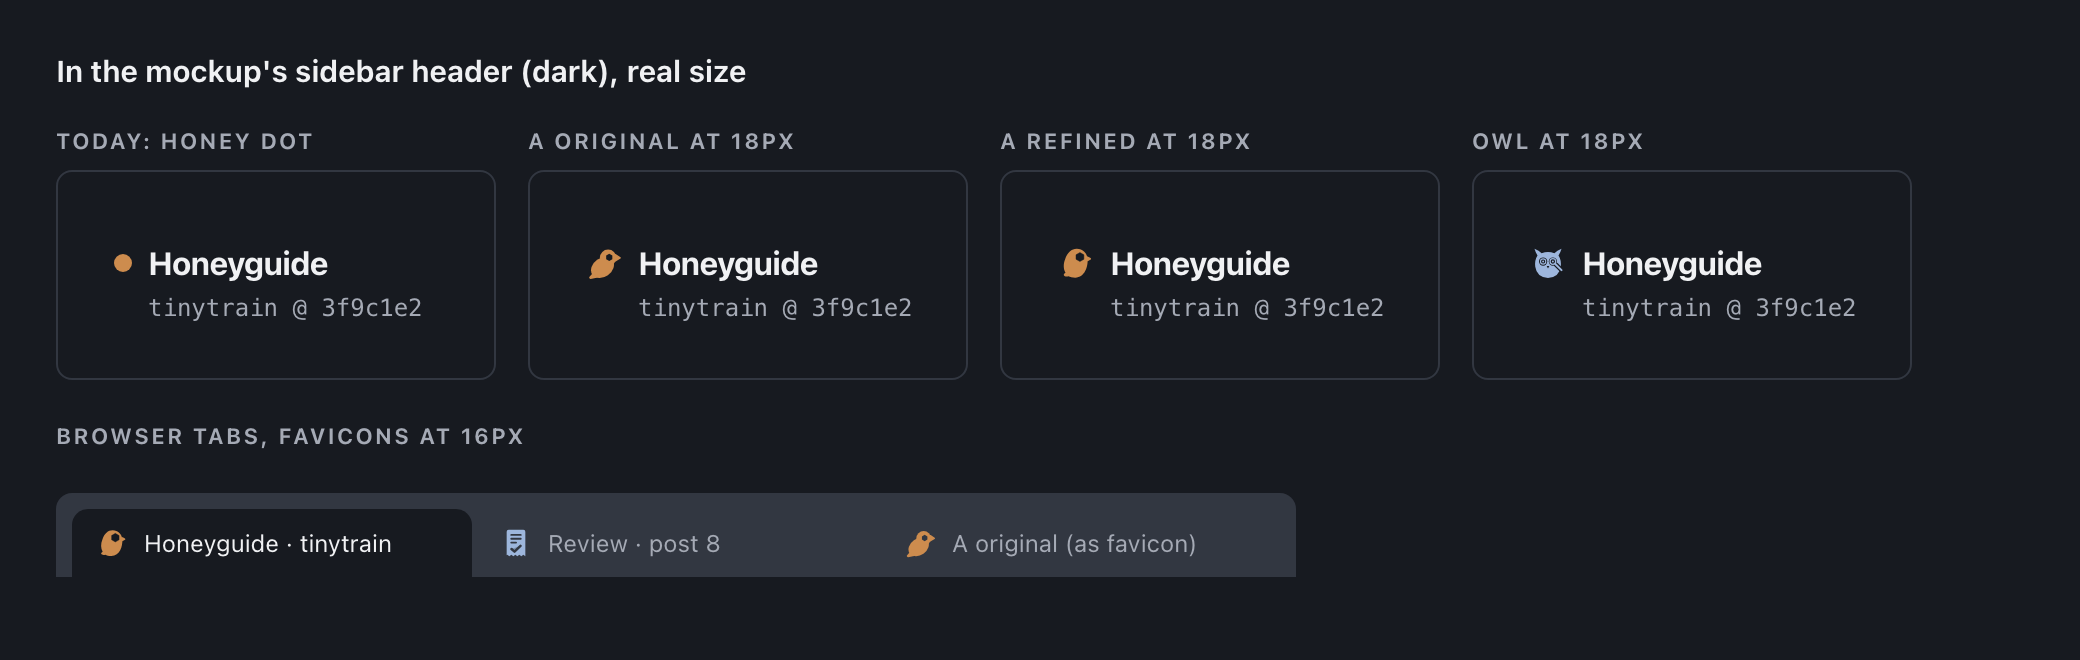 In the mockup's sidebar header (dark), real size
TODAY: HONEY DOT
A ORIGINAL AT 18PX
A REFINED AT 18PX
OWL AT 18PX
Honeyguide
tinytrain @ 3f9c1e2
Honeyguide
tinytrain @ 3f9c1e2
Honeyguide
tinytrain @ 3f9c1e2
Honeyguide
tinytrain @ 3f9c1e2
BROWSER TABS, FAVICONS AT 16PX
Honeyguide · tinytrain
Review · post 8
A original (as favicon)